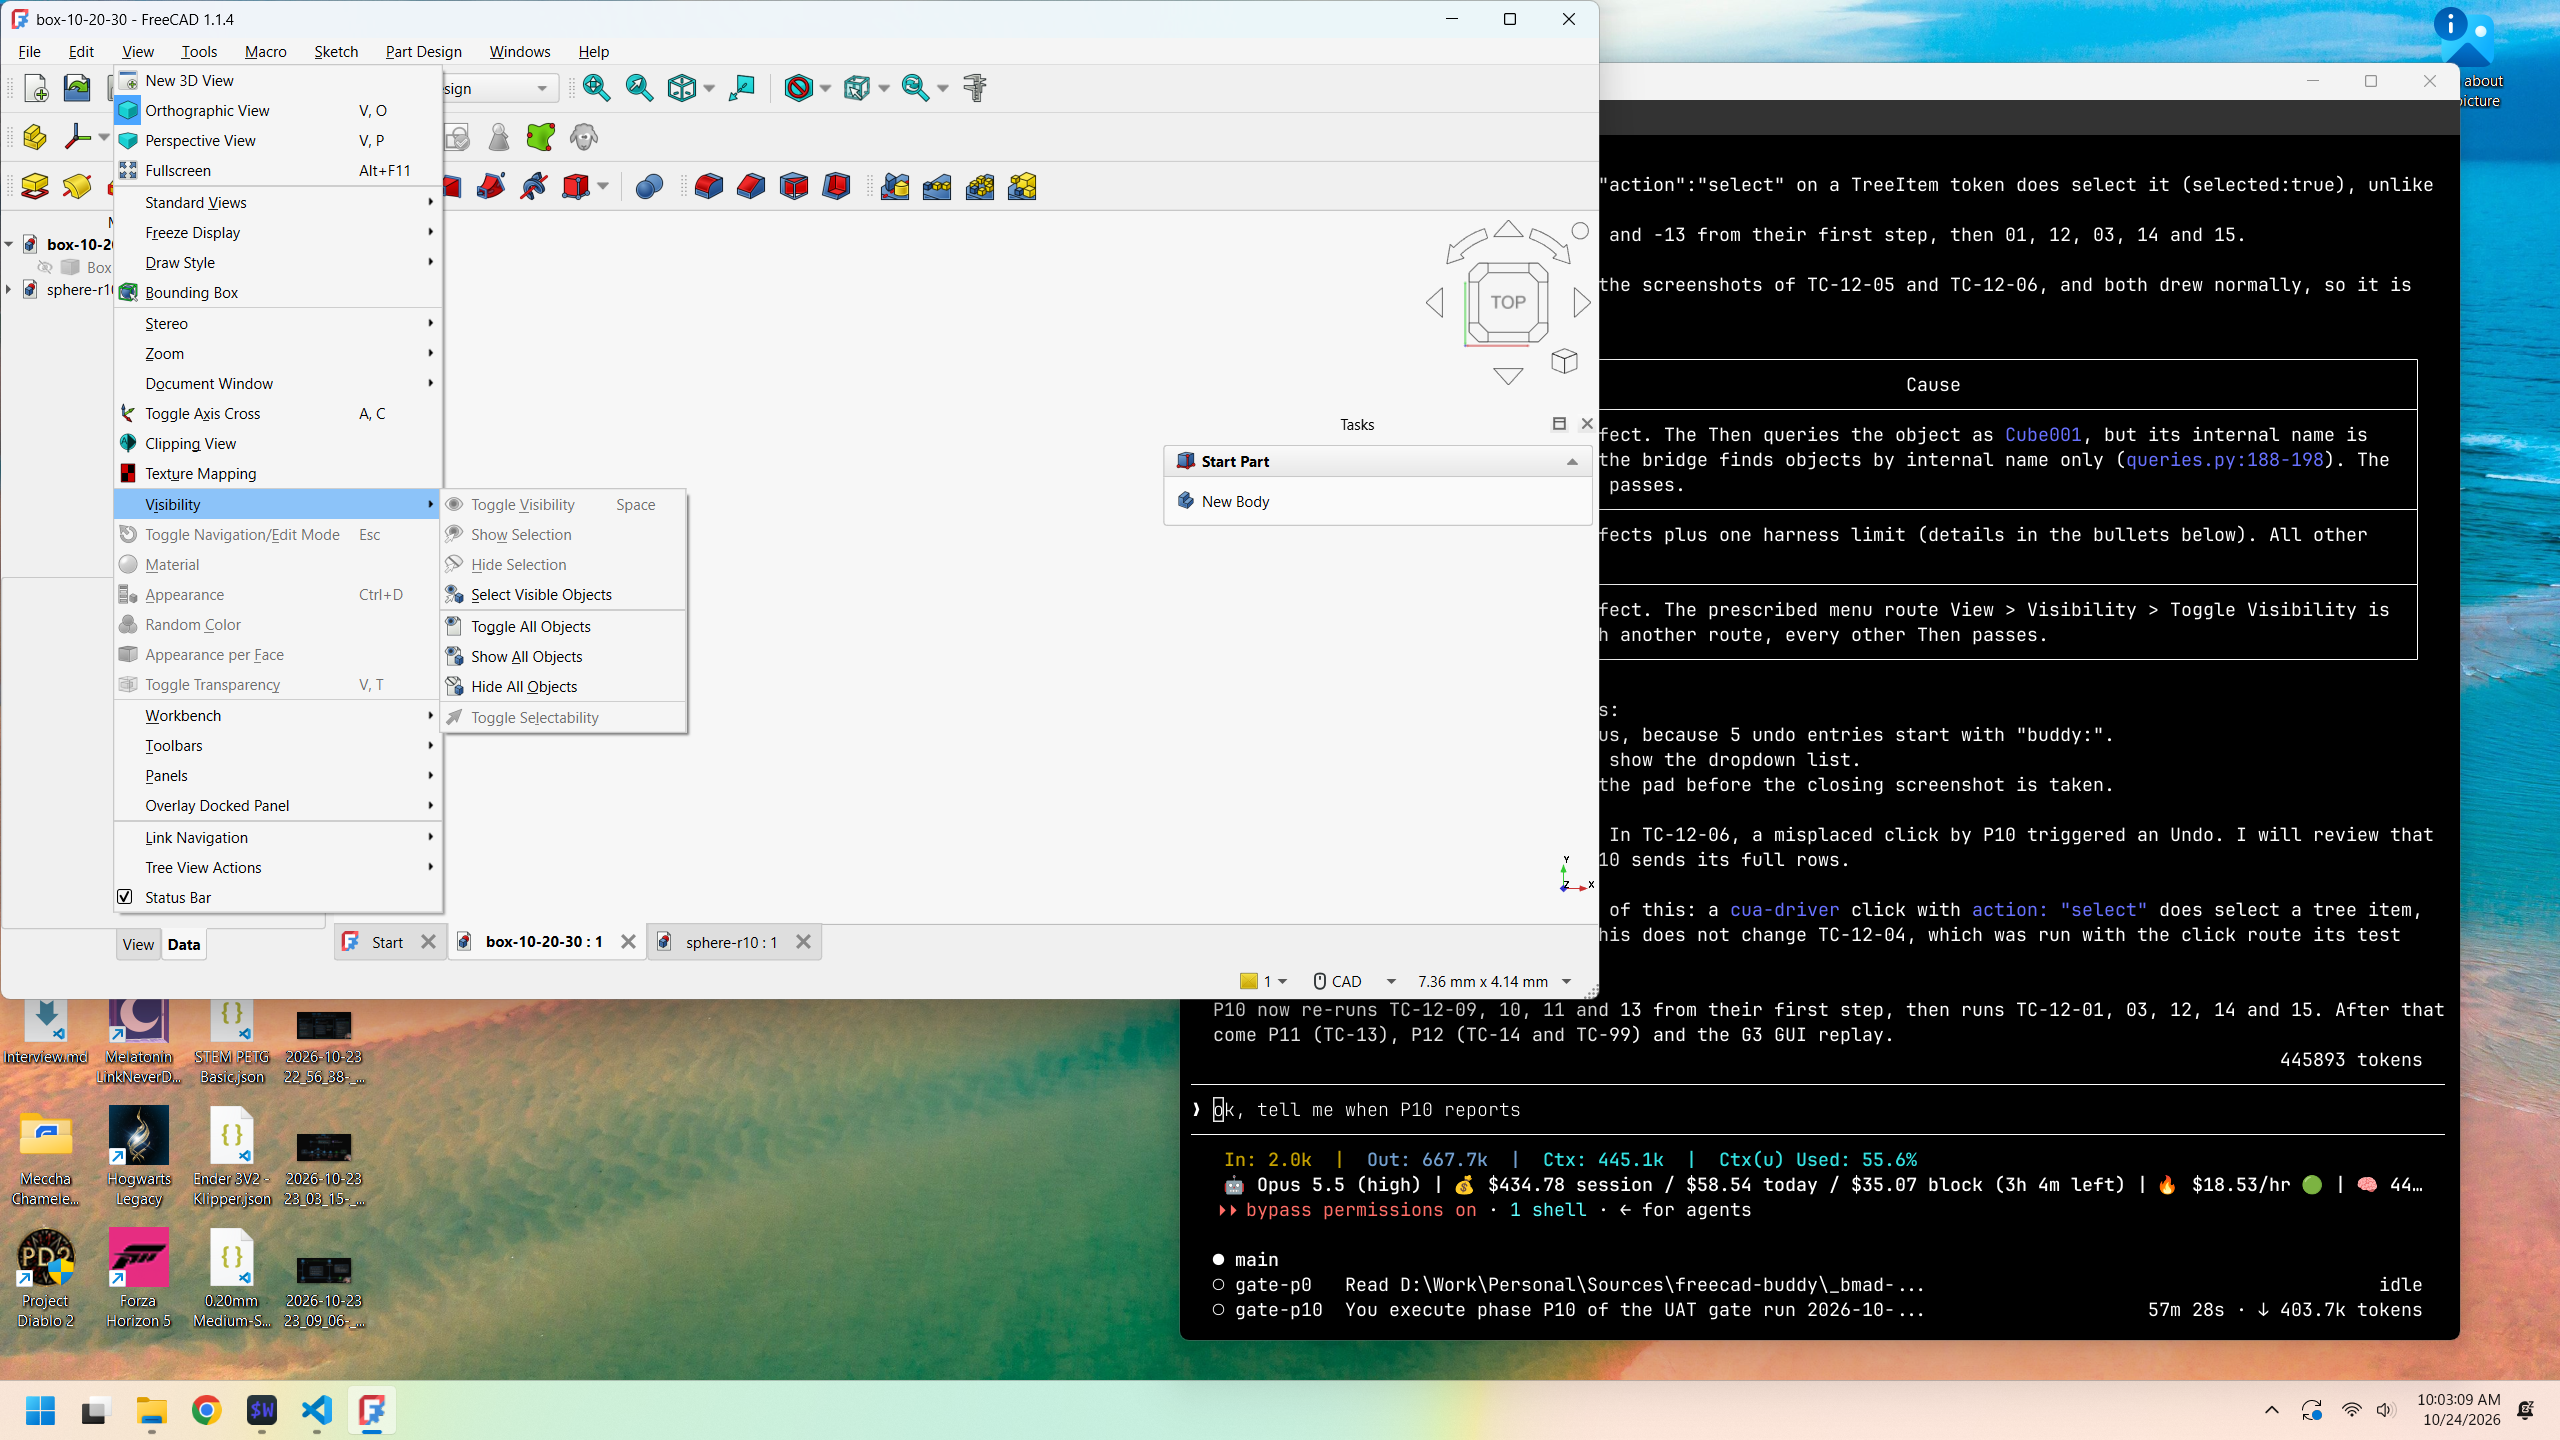 box-10-20-30 - FreeCAD 1.1.4
File Edit View Tools Macro Sketch Part Design Windows Help
New 3D View
Orthographic View V, O
Perspective View V, P
Fullscreen Alt+F11
Standard Views
Freeze Display
Draw Style
Bounding Box
Stereo
Zoom
Document Window
Toggle Axis Cross A, C
Clipping View
Texture Mapping
Visibility
Toggle Navigation/Edit Mode Esc
Material
Appearance Ctrl+D
Random Color
Appearance per Face
Toggle Transparency V, T
Workbench
Toolbars
Panels
Overlay Docked Panel
Link Navigation
Tree View Actions
Status Bar
Toggle Visibility Space
Show Selection
Hide Selection
Select Visible Objects
Toggle All Objects
Show All Objects
Hide All Objects
Toggle Selectability
sign
box-10-2
Box
sphere-r1
TOP
Tasks
Start Part
New Body
Y
Z X
View Data
Start
box-10-20-30 : 1
sphere-r10 : 1
1 CAD 7.36 mm x 4.14 mm
about
picture
"action":"select" on a TreeItem token does select it (selected:true), unlike
and -13 from their first step, then 01, 12, 03, 14 and 15.
the screenshots of TC-12-05 and TC-12-06, and both drew normally, so it is
Cause
fect. The Then queries the object as Cube001, but its internal name is
the bridge finds objects by internal name only (queries.py:188-198). The
passes.
fects plus one harness limit (details in the bullets below). All other
fect. The prescribed menu route View > Visibility > Toggle Visibility is
h another route, every other Then passes.
s:
us, because 5 undo entries start with "buddy:".
show the dropdown list.
the pad before the closing screenshot is taken.
In TC-12-06, a misplaced click by P10 triggered an Undo. I will review that
10 sends its full rows.
of this: a cua-driver click with action: "select" does select a tree item,
his does not change TC-12-04, which was run with the click route its test
P10 now re-runs TC-12-09, 10, 11 and 13 from their first step, then runs TC-12-01, 03, 12, 14 and 15. After that
come P11 (TC-13), P12 (TC-14 and TC-99) and the G3 GUI replay.
445893 tokens
❯ ok, tell me when P10 reports
In: 2.0k | Out: 667.7k | Ctx: 445.1k | Ctx(u) Used: 55.6%
🤖 Opus 5.5 (high) | 💰 $434.78 session / $58.54 today / $35.07 block (3h 4m left) | 🔥 $18.53/hr 🟢 | 🧠 44…
⏵⏵ bypass permissions on · 1 shell · ← for agents
● main
○ gate-p0 Read D:\Work\Personal\Sources\freecad-buddy\_bmad-... idle
○ gate-p10 You execute phase P10 of the UAT gate run 2026-10-... 57m 28s · ↓ 403.7k tokens
Interview.md
Melatonin
LinkNeverD...
STEM PETG
Basic.json
2026-10-23
22_56_38-_...
Meccha
Chamele...
Hogwarts
Legacy
Ender 3V2 -
Klipper.json
2026-10-23
23_03_15-_...
PD2
Project
Diablo 2
Forza
Horizon 5
0.20mm
Medium-S...
2026-10-23
23_09_06-_...
$W
10:03:09 AM
10/24/2026